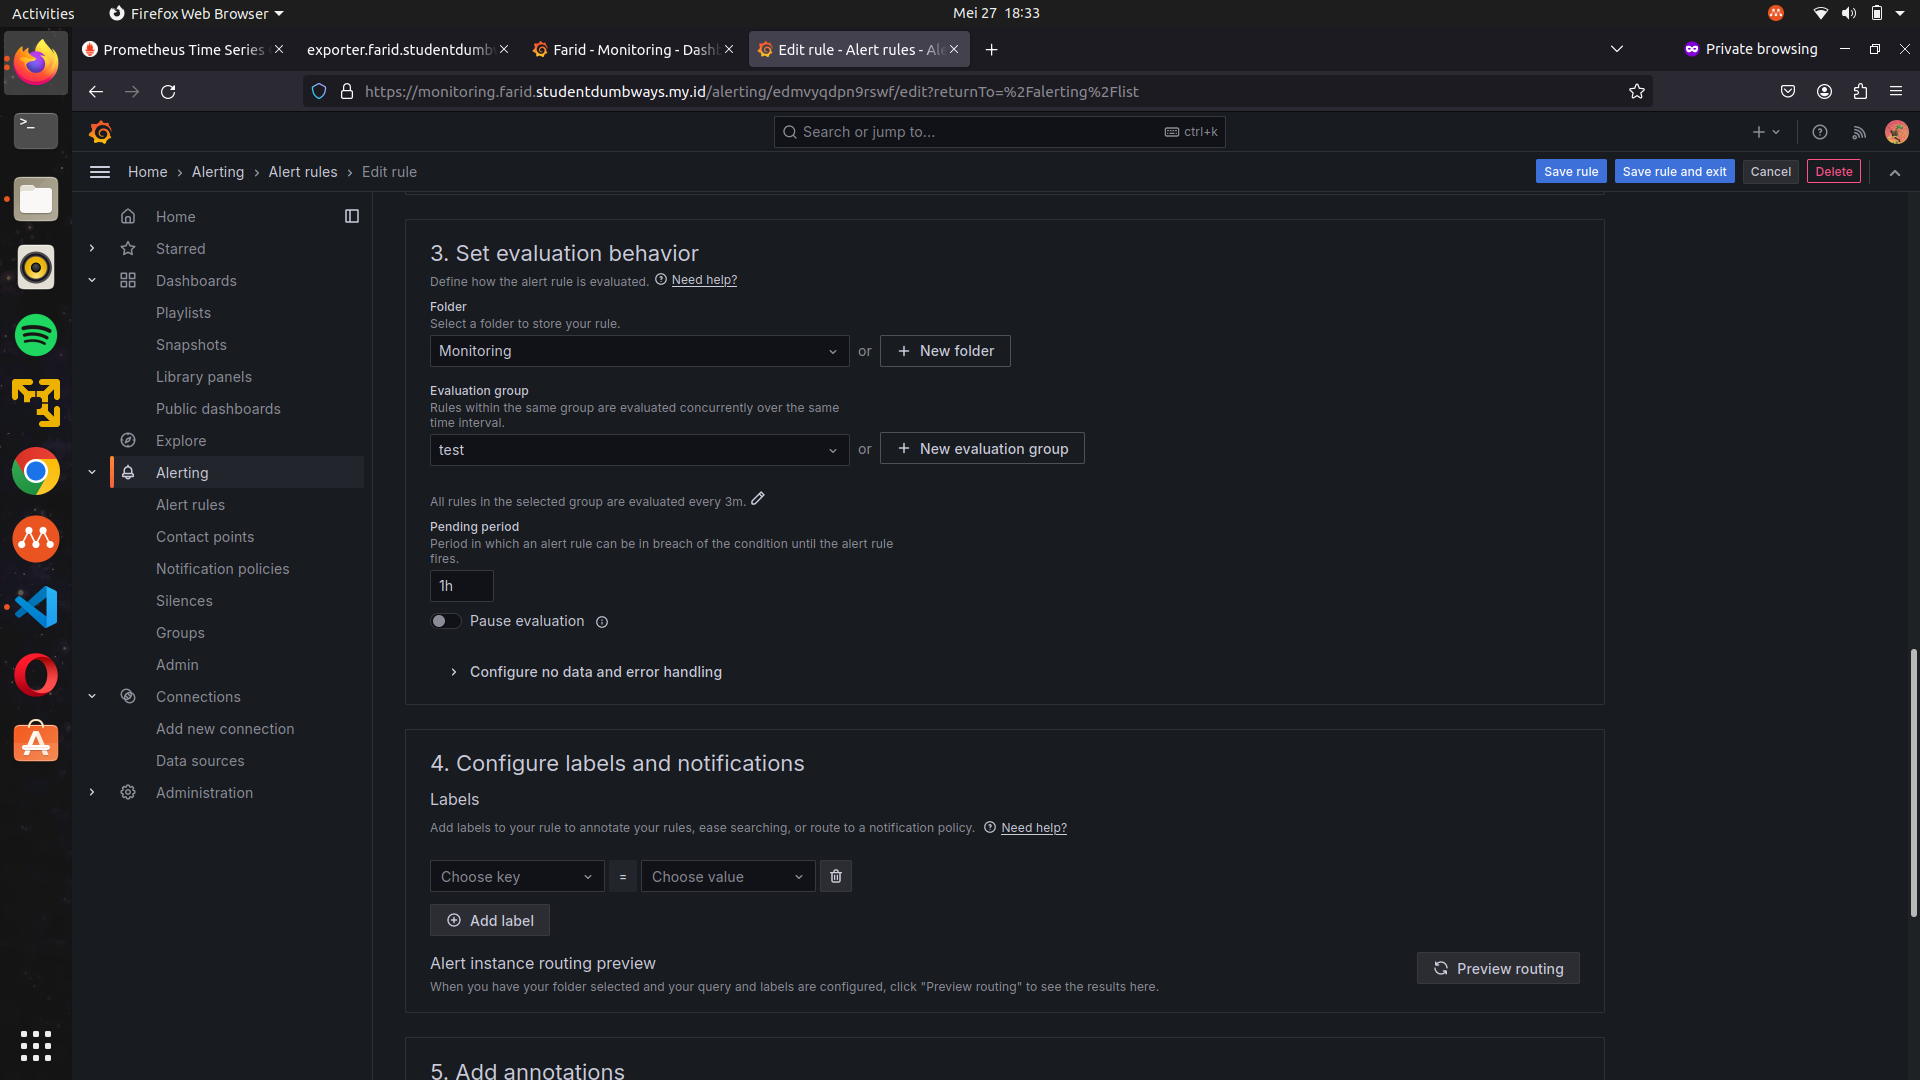 Activities
Firefox Web Browser
Mei 27 18:33
Prometheus Time Series
exporter.farid.studentdumbw
Farid - Monitoring - Dashb
Edit rule - Alert rules - Ale
Private browsing
https://monitoring.farid.studentdumbways.my.id/alerting/edmvyqdpn9rswf/edit?returnTo=%2Falerting%2Flist
Search or jump to...
ctrl+k
Home › Alerting › Alert rules › Edit rule
Save rule
Save rule and exit
Cancel
Delete
Home
Starred
Dashboards
Playlists
Snapshots
Library panels
Public dashboards
Explore
Alerting
Alert rules
Contact points
Notification policies
Silences
Groups
Admin
Connections
Add new connection
Data sources
Administration
3. Set evaluation behavior
Define how the alert rule is evaluated. Need help?
Folder
Select a folder to store your rule.
Monitoring
or
+ New folder
Evaluation group
Rules within the same group are evaluated concurrently over the same
time interval.
test
or
+ New evaluation group
All rules in the selected group are evaluated every 3m.
Pending period
Period in which an alert rule can be in breach of the condition until the alert rule
fires.
1h
Pause evaluation
Configure no data and error handling
4. Configure labels and notifications
Labels
Add labels to your rule to annotate your rules, ease searching, or route to a notification policy. Need help?
Choose key
=
Choose value
Add label
Alert instance routing preview
When you have your folder selected and your query and labels are configured, click "Preview routing" to see the results here.
Preview routing
5. Add annotations